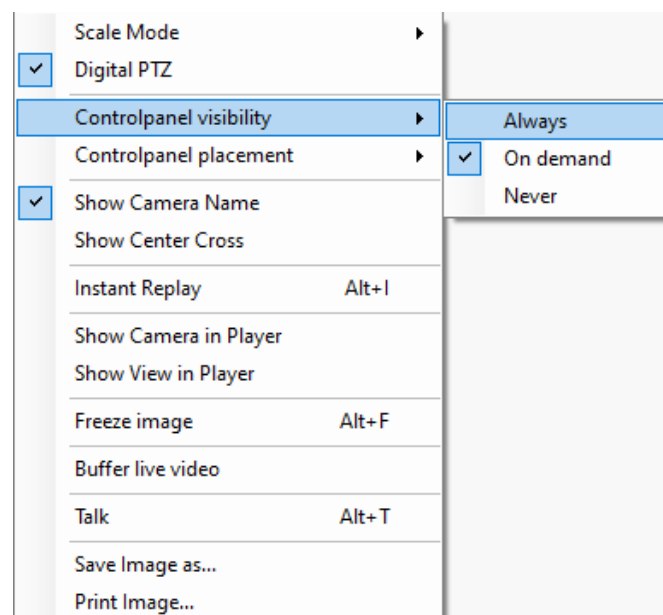 Scale Mode
Digital PTZ
Controlpanel visibility
Always
Controlpanel placement
On demand
Never
Show Camera Name
Show Center Cross
Instant Replay Alt+I
Show Camera in Player
Show View in Player
Freeze image Alt+F
Buffer live video
Talk Alt+T
Save Image as...
Print Image...